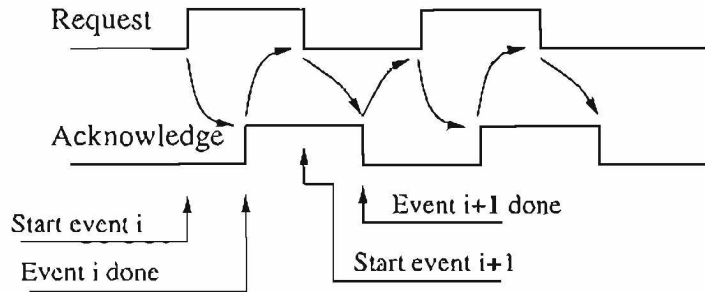 Request
Acknowledge
Start event i
Event i done
Event i+1 done
Start event i+1